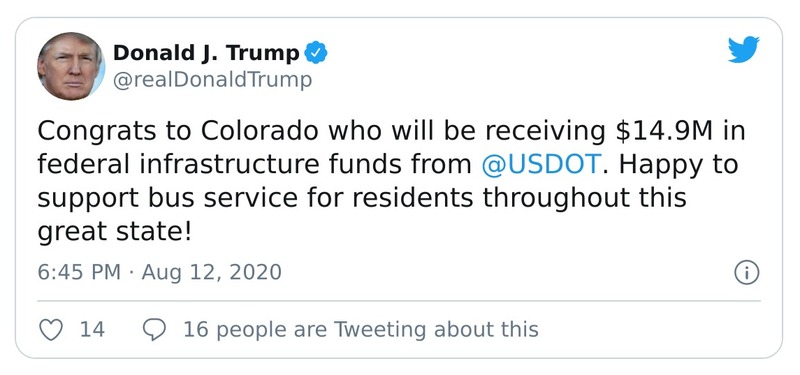 Donald J. Trump
@realDonaldTrump
Congrats to Colorado who will be receiving $14.9M in
federal infrastructure funds from @USDOT. Happy to
support bus service for residents throughout this
great state!
6:45 PM · Aug 12, 2020
14 16 people are Tweeting about this